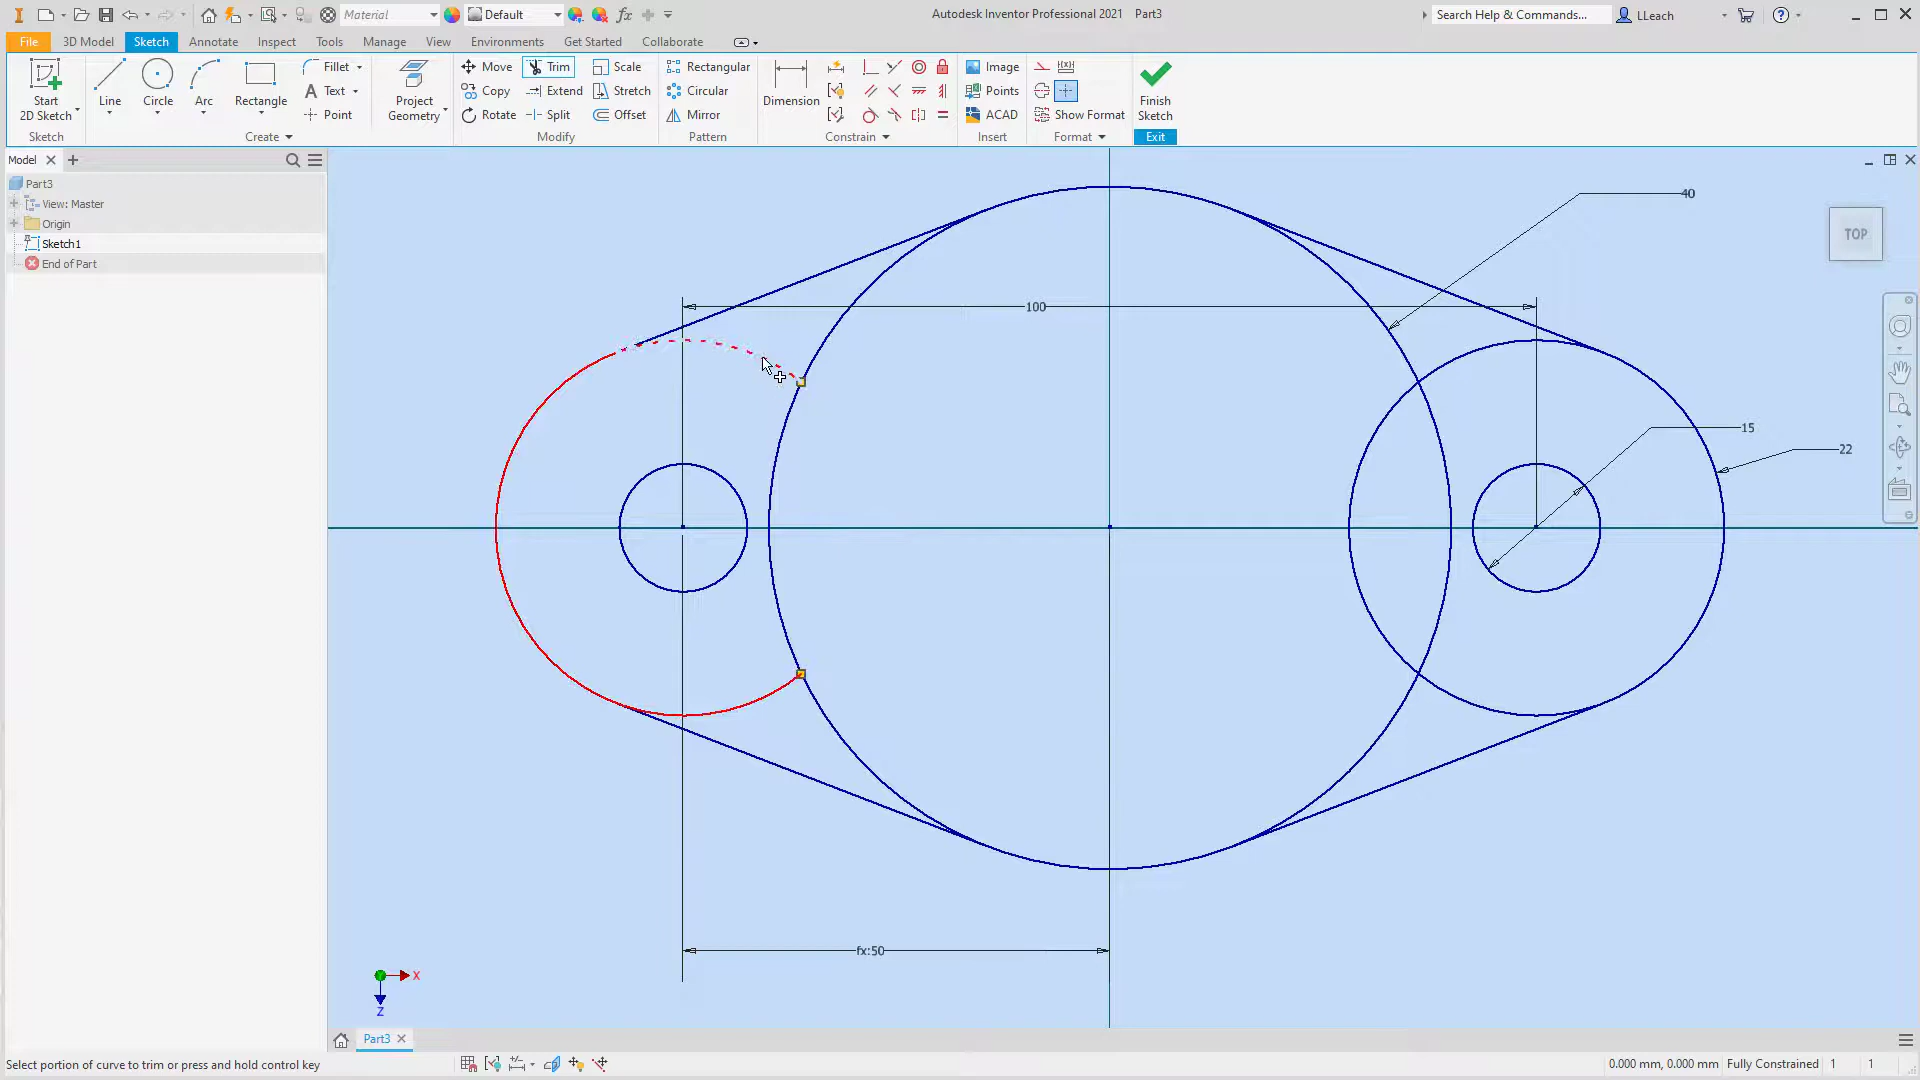 Material
Default
fx
Autodesk Inventor Professional 2021 Part3
Search Help & Commands...
LLeach
File
3D Model
Sketch
Annotate
Inspect
Tools
Manage
View
Environments
Get Started
Collaborate
Start
2D Sketch
Line
Circle
Arc
Rectangle
Fillet
Text
Point
Project
Geometry
Move
Copy
Rotate
Trim
Extend
Split
Scale
Stretch
Offset
Rectangular
Circular
Mirror
Dimension
Image
Points
ACAD
Show Format
Finish
Sketch
Sketch
Create
Modify
Pattern
Constrain
Insert
Format
Exit
Model
Part3
View: Master
Origin
Sketch1
End of Part
40
TOP
100
15
22
fx:50
X
Z
Part3
Select portion of curve to trim or press and hold control key
0.000 mm, 0.000 mm Fully Constrained 1 1